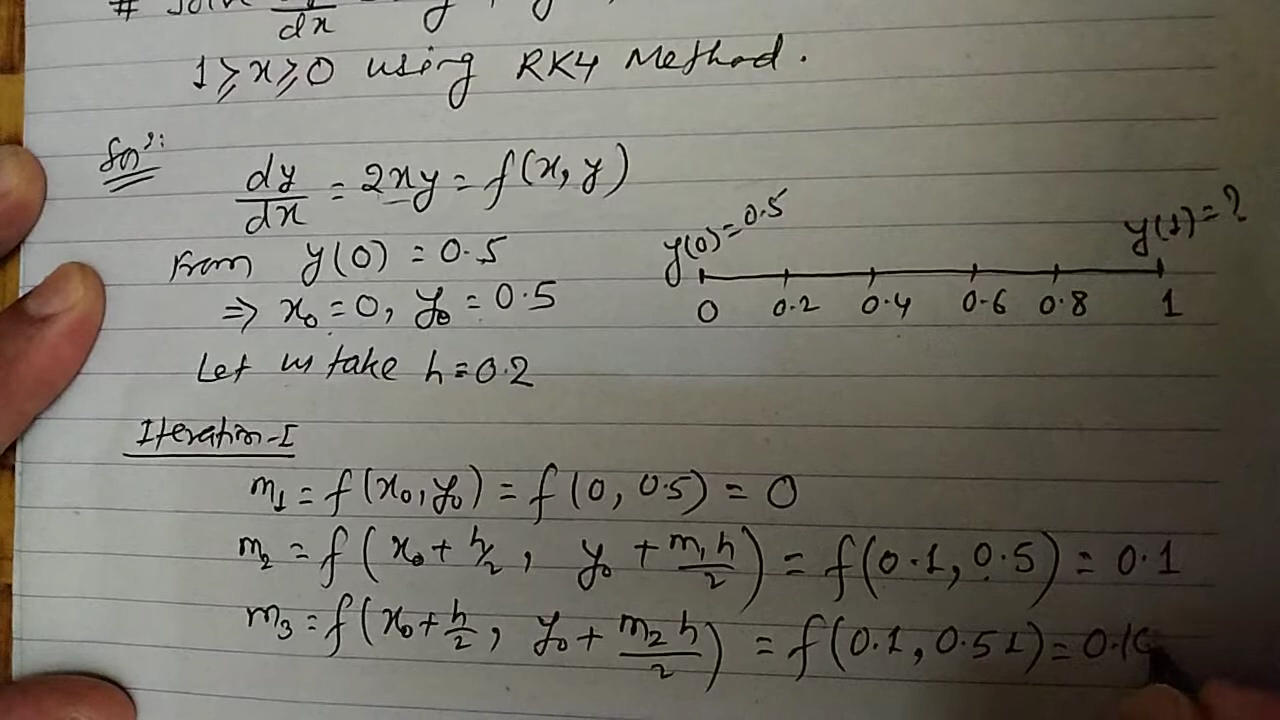 dx
1 ≥ x ≥ 0 using RK4 Method.
Solⁿ:
dy/dx = 2xy = f(x, y)
From y(0) = 0.5
⇒ x₀ = 0, y₀ = 0.5
y(0) = 0.5
y(1) = ?
0 0.2 0.4 0.6 0.8 1
Let us take h = 0.2
Iteration-I
m₁ = f(x₀, y₀) = f(0, 0.5) = 0
m₂ = f(x₀ + h/2, y₀ + m₁h/2) = f(0.1, 0.5) = 0.1
m₃ = f(x₀ + h/2, y₀ + m₂h/2) = f(0.1, 0.51) =